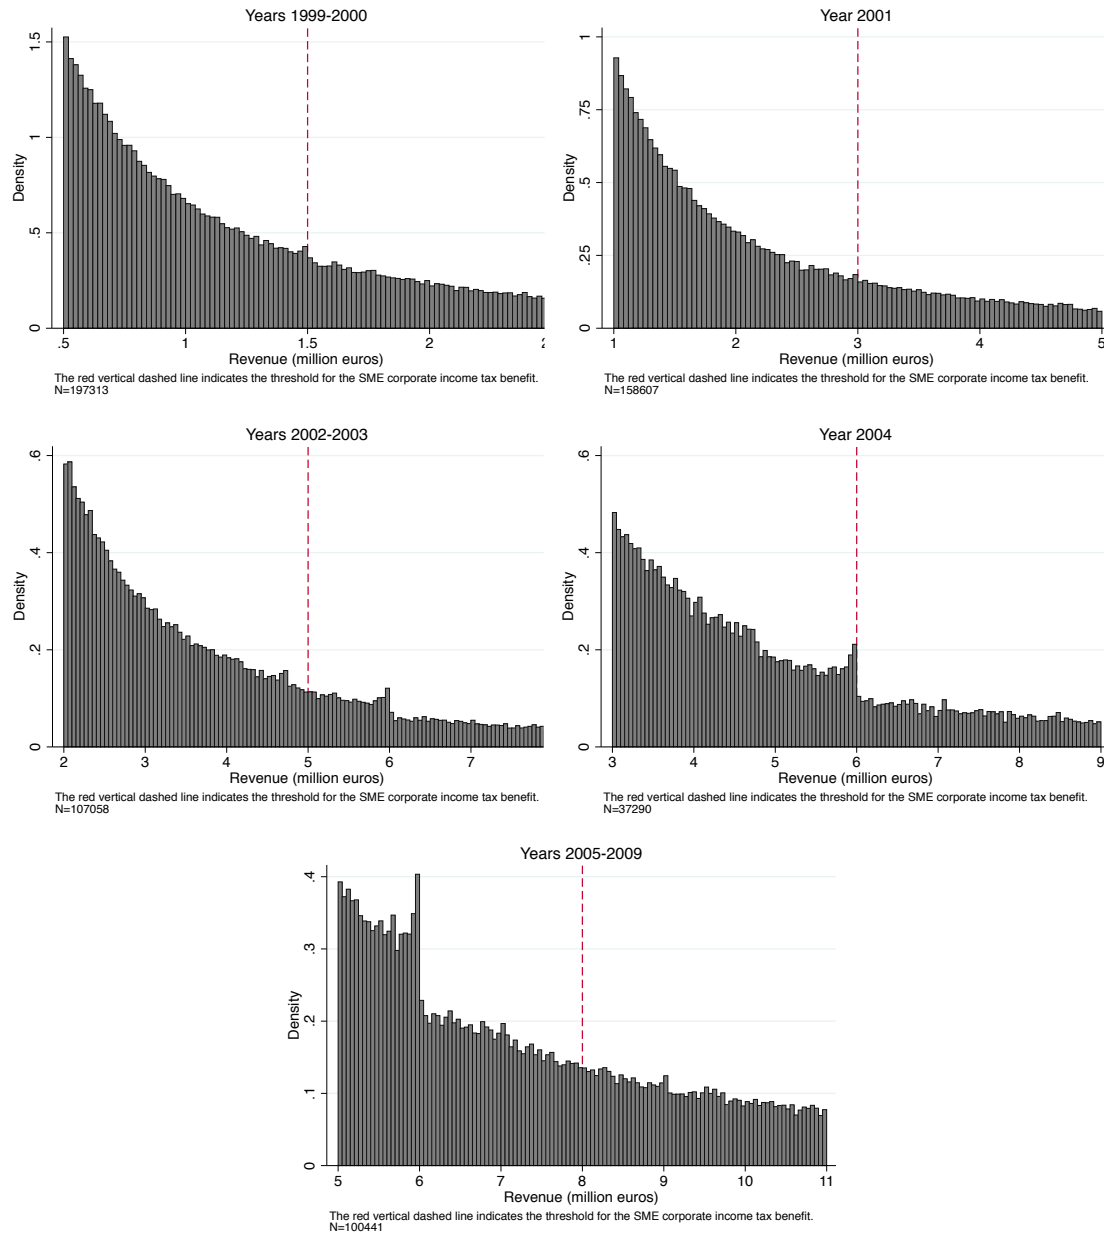 Years 1999-2000
Density
0
.5
1
1.5
.5
1
1.5
2
2
Revenue (million euros)
The red vertical dashed line indicates the threshold for the SME corporate income tax benefit.
N=197313
Year 2001
Density
0
.25
.5
.75
1
1
2
3
4
5
Revenue (million euros)
The red vertical dashed line indicates the threshold for the SME corporate income tax benefit.
N=158607
Years 2002-2003
Density
0
.2
.4
.6
2
3
4
5
6
7
Revenue (million euros)
The red vertical dashed line indicates the threshold for the SME corporate income tax benefit.
N=107058
Year 2004
Density
0
.2
.4
.6
3
4
5
6
7
8
9
Revenue (million euros)
The red vertical dashed line indicates the threshold for the SME corporate income tax benefit.
N=37290
Years 2005-2009
Density
0
.1
.2
.3
.4
5
6
7
8
9
10
11
Revenue (million euros)
The red vertical dashed line indicates the threshold for the SME corporate income tax benefit.
N=100441